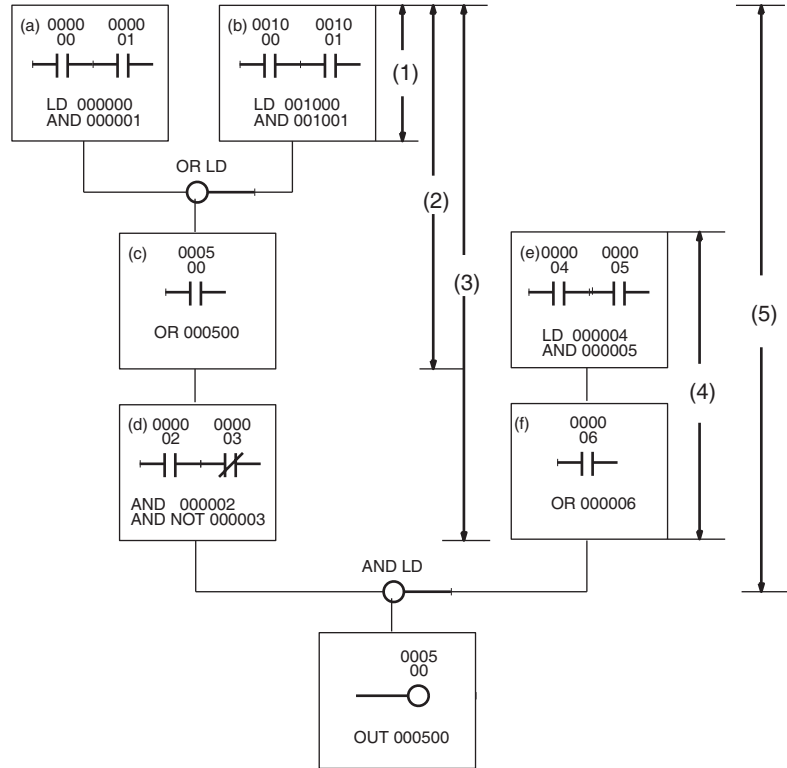 (a) 0000 0000
00 01
LD 000000
AND 000001
(b) 0010 0010
00 01
LD 001000
AND 001001
(1)
OR LD
(2)
(c) 0005
00
OR 000500
(3)
(e) 0000 0000
04 05
LD 000004
AND 000005
(5)
(d) 0000 0000
02 03
AND 000002
AND NOT 000003
(f) 0000
06
OR 000006
(4)
AND LD
0005
00
OUT 000500